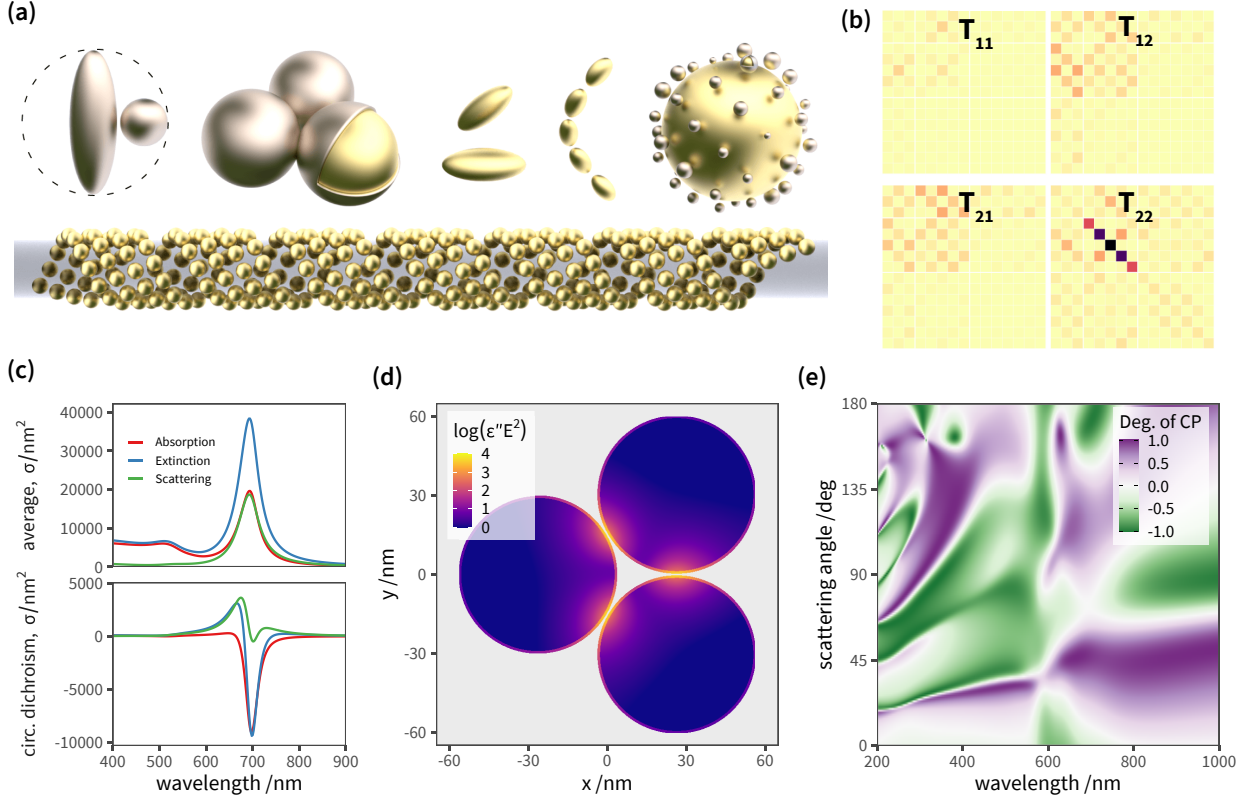 (a)
(b)
T11
T12
T21
T22
(c)
average, σ/nm²
40000
30000
20000
10000
0
Absorption
Extinction
Scattering
circ. dichroism, σ/nm²
5000
0
-5000
-10000
400 500 600 700 800 900
wavelength /nm
(d)
log(ε″E²)
4
3
2
1
0
y /nm
60
30
0
-30
-60
-60 -30 0 30 60
x /nm
(e)
Deg. of CP
1.0
0.5
0.0
-0.5
-1.0
scattering angle /deg
180
135
90
45
0
200 400 600 800 1000
wavelength /nm